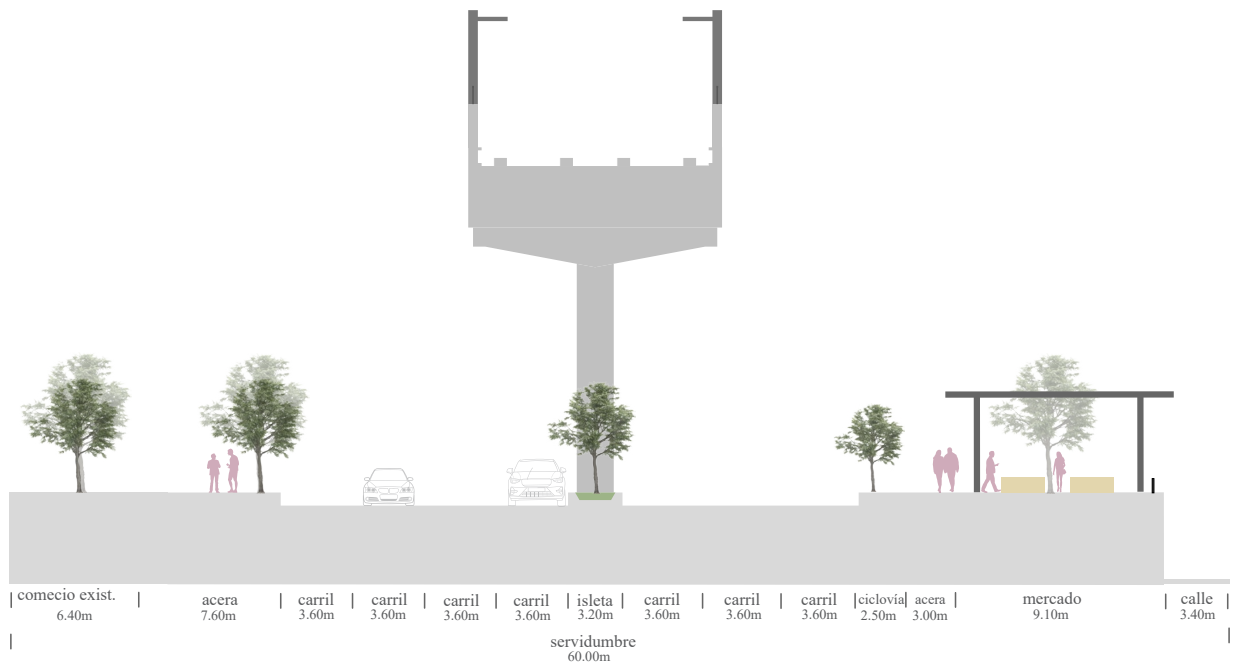 comecio exist.
6.40m
acera
7.60m
carril
3.60m
carril
3.60m
carril
3.60m
carril
3.60m
isleta
3.20m
carril
3.60m
carril
3.60m
carril
3.60m
ciclovía
2.50m
acera
3.00m
mercado
9.10m
calle
3.40m
servidumbre
60.00m